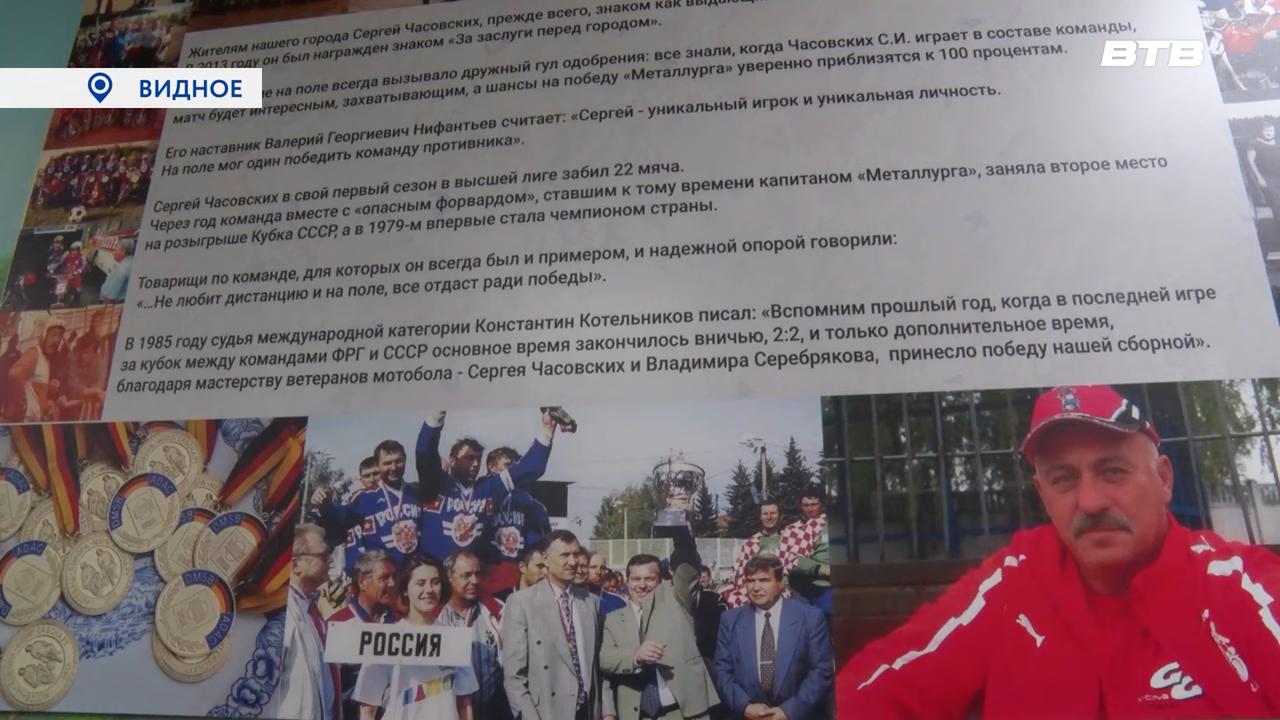 Жителям нашего города Сергей Часовских, прежде всего, знаком как
в 2013 году он был награжден знаком «За заслуги перед городом».
на поле всегда вызывало дружный гул одобрения: все знали, когда Часовских С.И. играет в составе команды,
матч будет интересным, захватывающим, а шансы на победу «Металлурга» уверенно приблизятся к 100 процентам.
Его наставник Валерий Георгиевич Нифантьев считает: «Сергей - уникальный игрок и уникальная личность.
На поле мог один победить команду противника».
Сергей Часовских в свой первый сезон в высшей лиге забил 22 мяча.
Через год команда вместе с «опасным форвардом», ставшим к тому времени капитаном «Металлурга», заняла второе место
на розыгрыше Кубка СССР, а в 1979-м впервые стала чемпионом страны.
Товарищи по команде, для которых он всегда был и примером, и надежной опорой говорили:
«...Не любит дистанцию и на поле, все отдаст ради победы».
В 1985 году судья международной категории Константин Котельников писал: «Вспомним прошлый год, когда в последней игре
за кубок между командами ФРГ и СССР основное время закончилось вничью, 2:2, и только дополнительное время,
благодаря мастерству ветеранов мотобола - Сергея Часовских и Владимира Серебрякова, принесло победу нашей сборной».
ВТВ
ВИДНОЕ
РОССИЯ
РОССИЯ
ADAC
DMSB
DMSB
ADAC
DMSB
ADAC